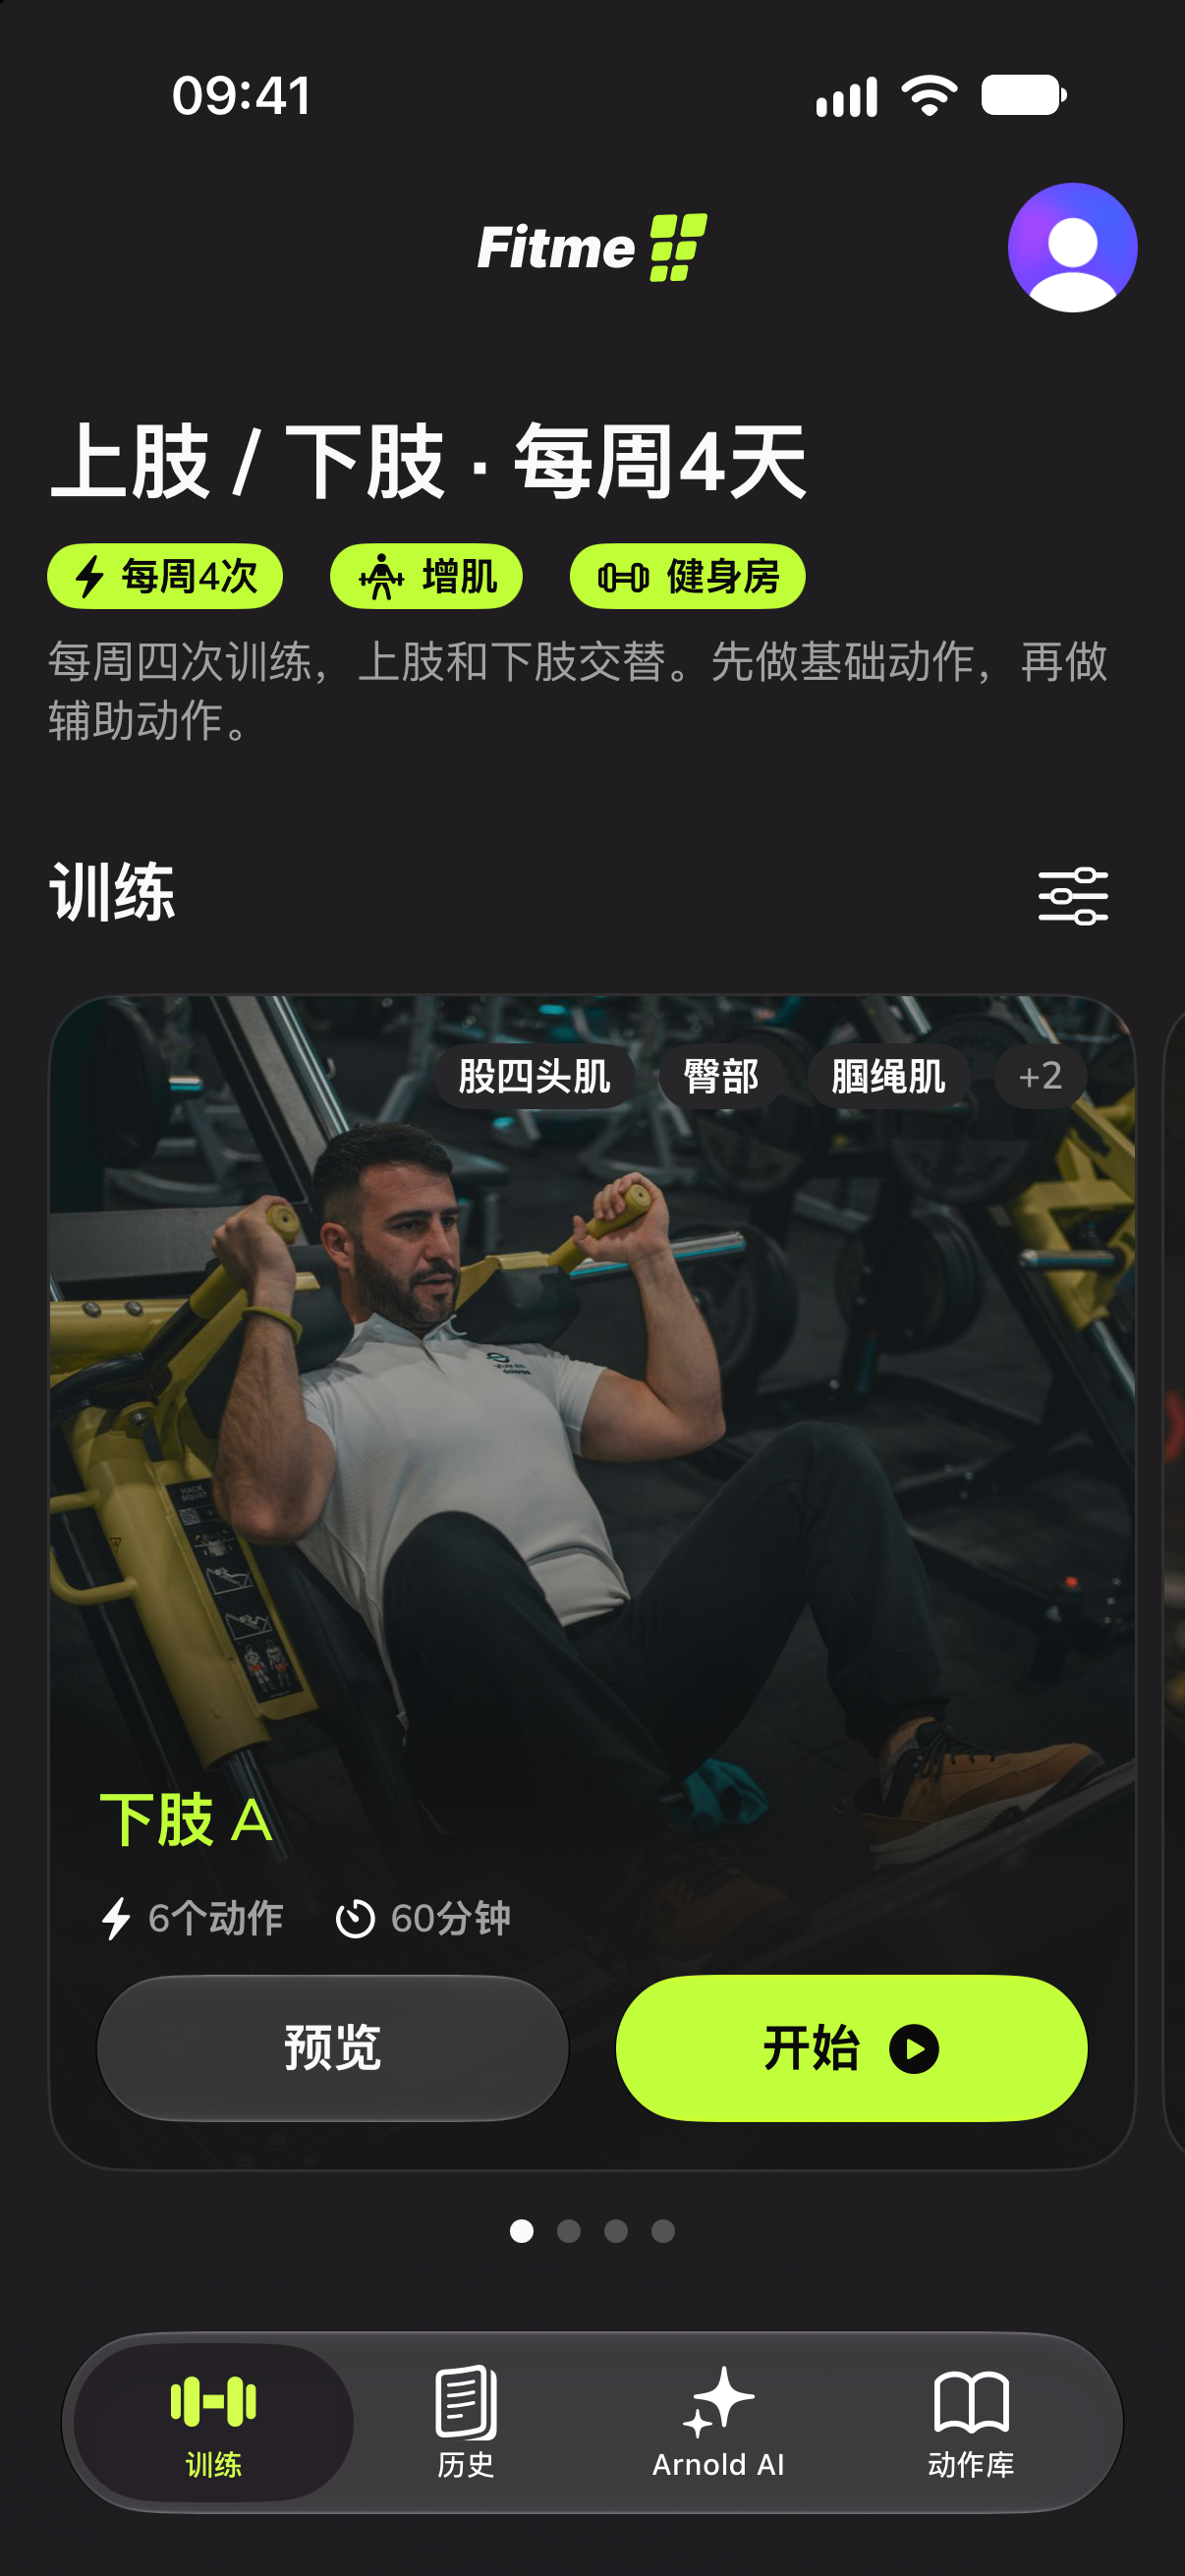 09:41
Fitme
上肢 / 下肢 · 每周4天
每周4次
增肌
健身房
每周四次训练，上肢和下肢交替。先做基础动作，再做
辅助动作。
训练
股四头肌
臀部
腘绳肌
+2
HACK
SQUAT
下肢 A
6个动作
60分钟
预览
开始
训练
历史
Arnold AI
动作库